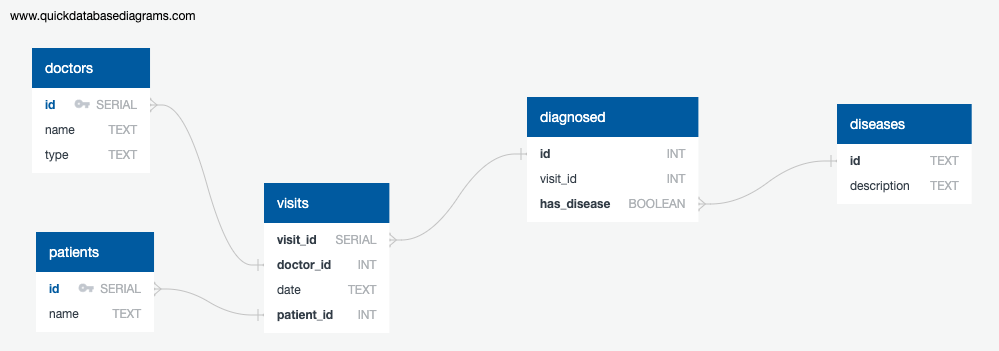 www.quickdatabasediagrams.com
doctors
id SERIAL
name TEXT
type TEXT
patients
id SERIAL
name TEXT
visits
visit_id SERIAL
doctor_id INT
date TEXT
patient_id INT
diagnosed
id INT
visit_id INT
has_disease BOOLEAN
diseases
id TEXT
description TEXT